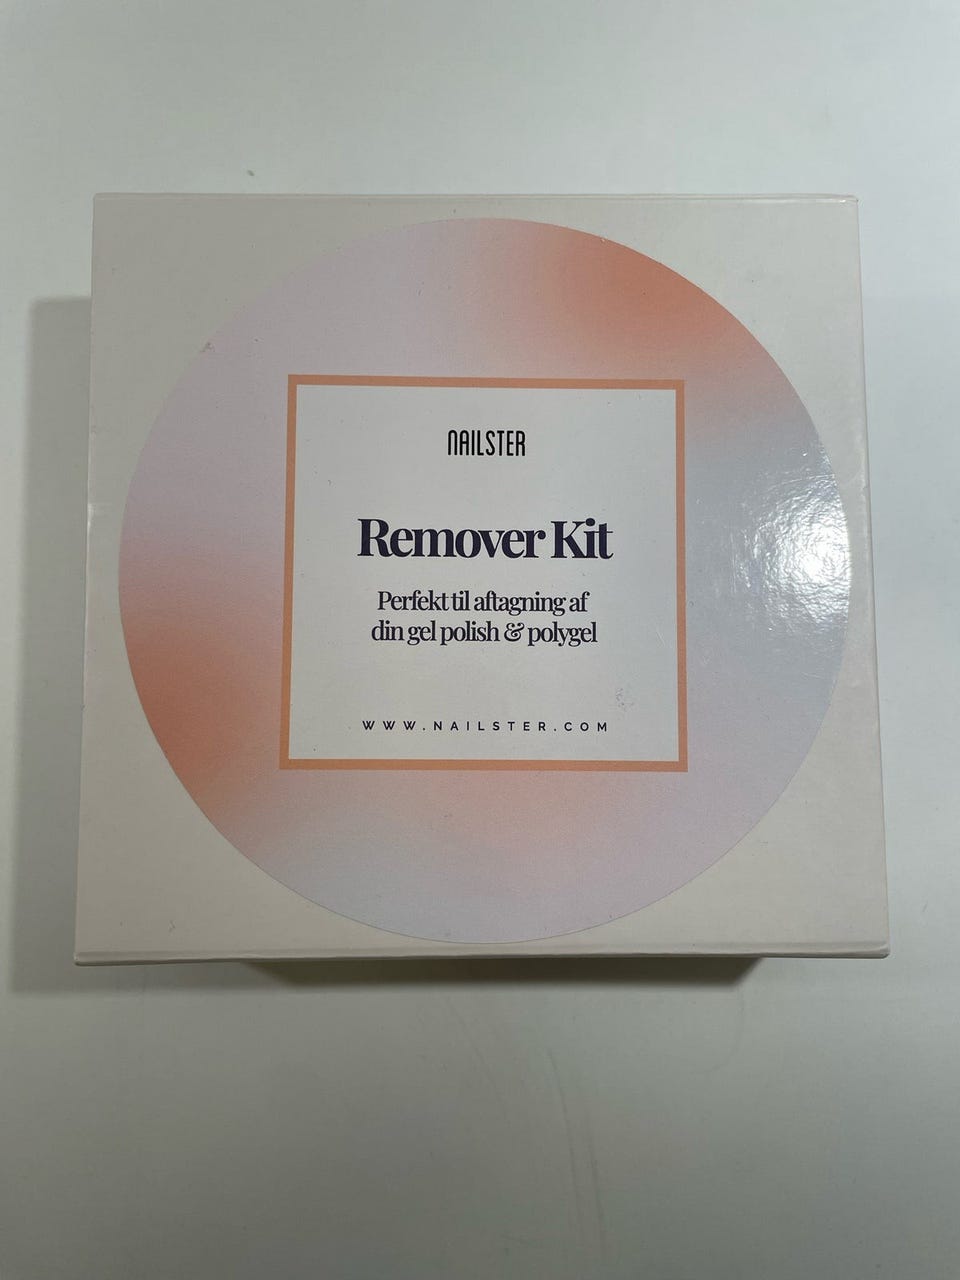 NAILSTER
Remover Kit
Perfekt til aftagning af
din gel polish & polygel
WWW.NAILSTER.COM